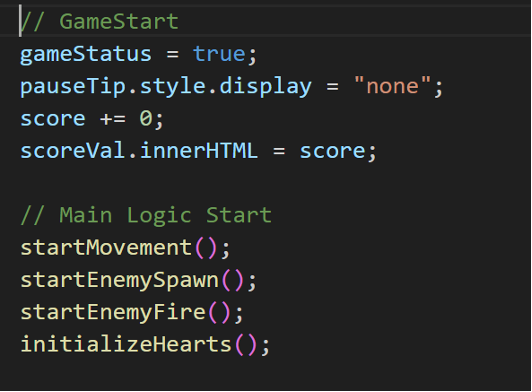 // GameStart
gameStatus = true;
pauseTip.style.display = "none";
score += 0;
scoreVal.innerHTML = score;
// Main Logic Start
startMovement();
startEnemySpawn();
startEnemyFire();
initializeHearts();